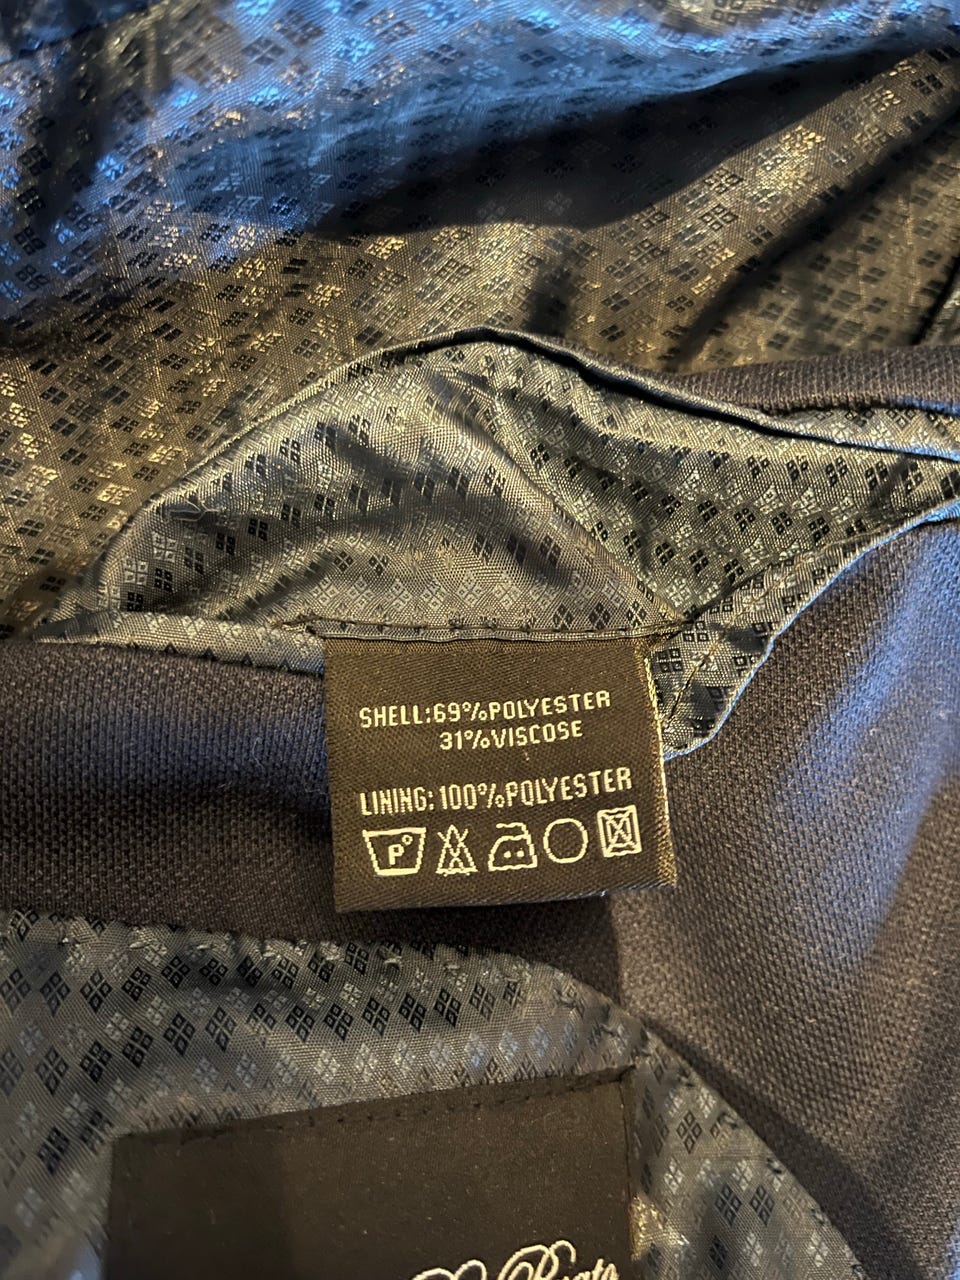 SHELL:69%POLYESTER
31%VISCOSE
LINING:100%POLYESTER
P